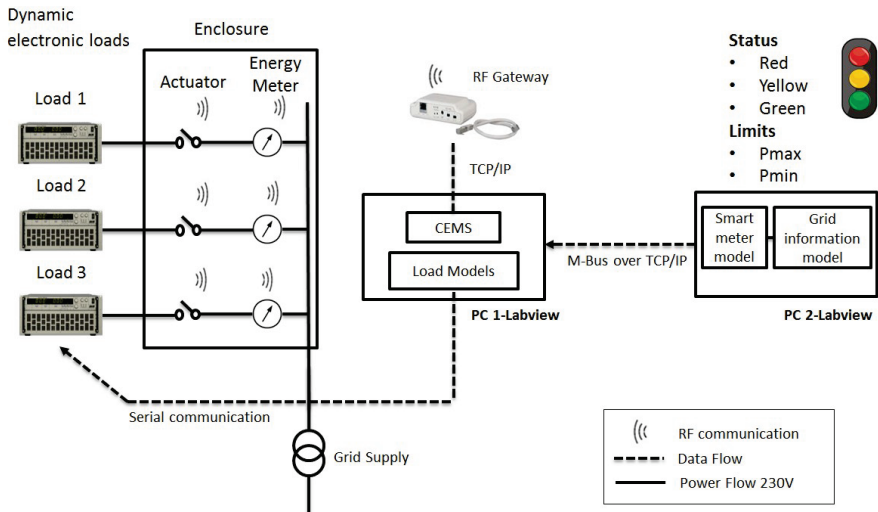 Dynamic
electronic loads
Enclosure
Actuator
Energy
Meter
Load 1
Load 2
Load 3
RF Gateway
TCP/IP
CEMS
Load Models
PC 1-Labview
M-Bus over TCP/IP
Status
• Red
• Yellow
• Green
Limits
• Pmax
• Pmin
Smart
meter
model
Grid
information
model
PC 2-Labview
Serial communication
Grid Supply
RF communication
Data Flow
Power Flow 230V